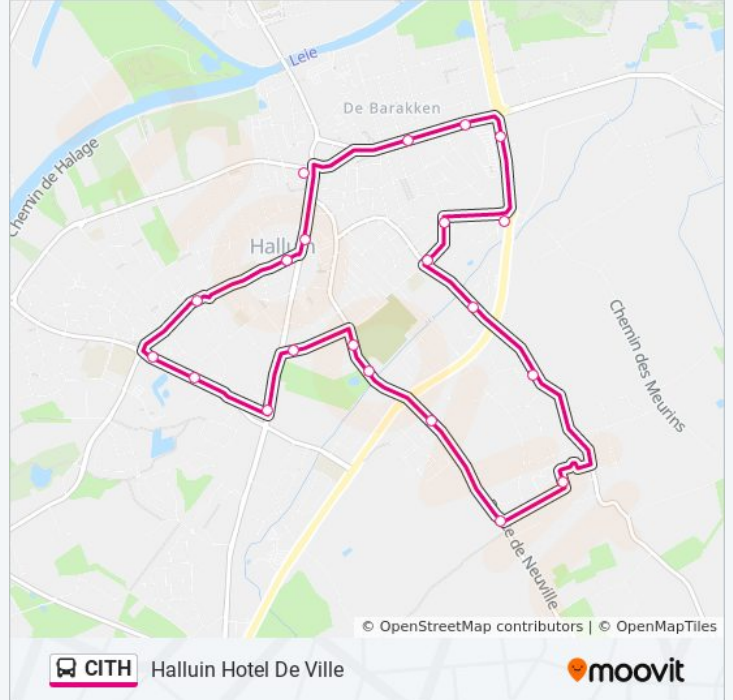 Leie
De Barakken
Chemin de Halage
Halluin
Chemin des Meurins
de Neuville
© OpenStreetMap contributors | © OpenMapTiles
CITH Halluin Hotel De Ville
moovit